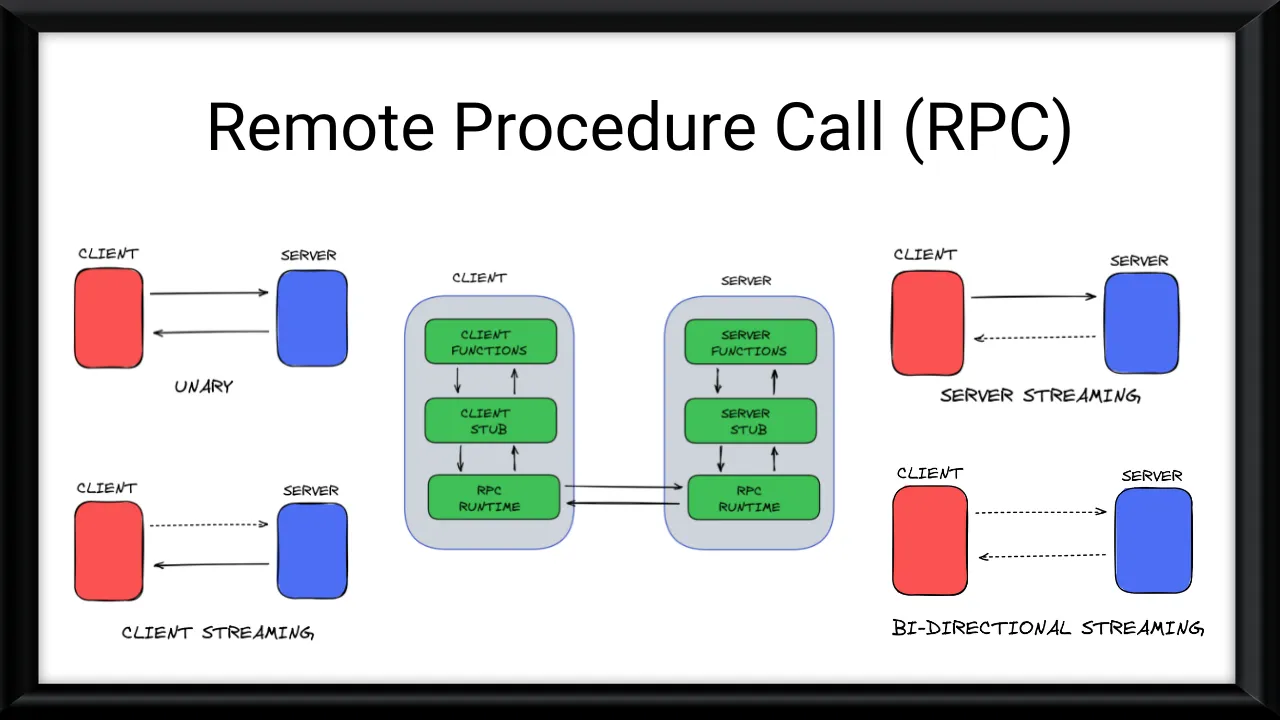 Remote Procedure Call (RPC)
CLIENT
SERVER
UNARY
CLIENT
SERVER
CLIENT STREAMING
CLIENT
CLIENT
FUNCTIONS
CLIENT
STUB
RPC
RUNTIME
SERVER
SERVER
FUNCTIONS
SERVER
STUB
RPC
RUNTIME
CLIENT
SERVER
SERVER STREAMING
CLIENT
SERVER
BI-DIRECTIONAL STREAMING